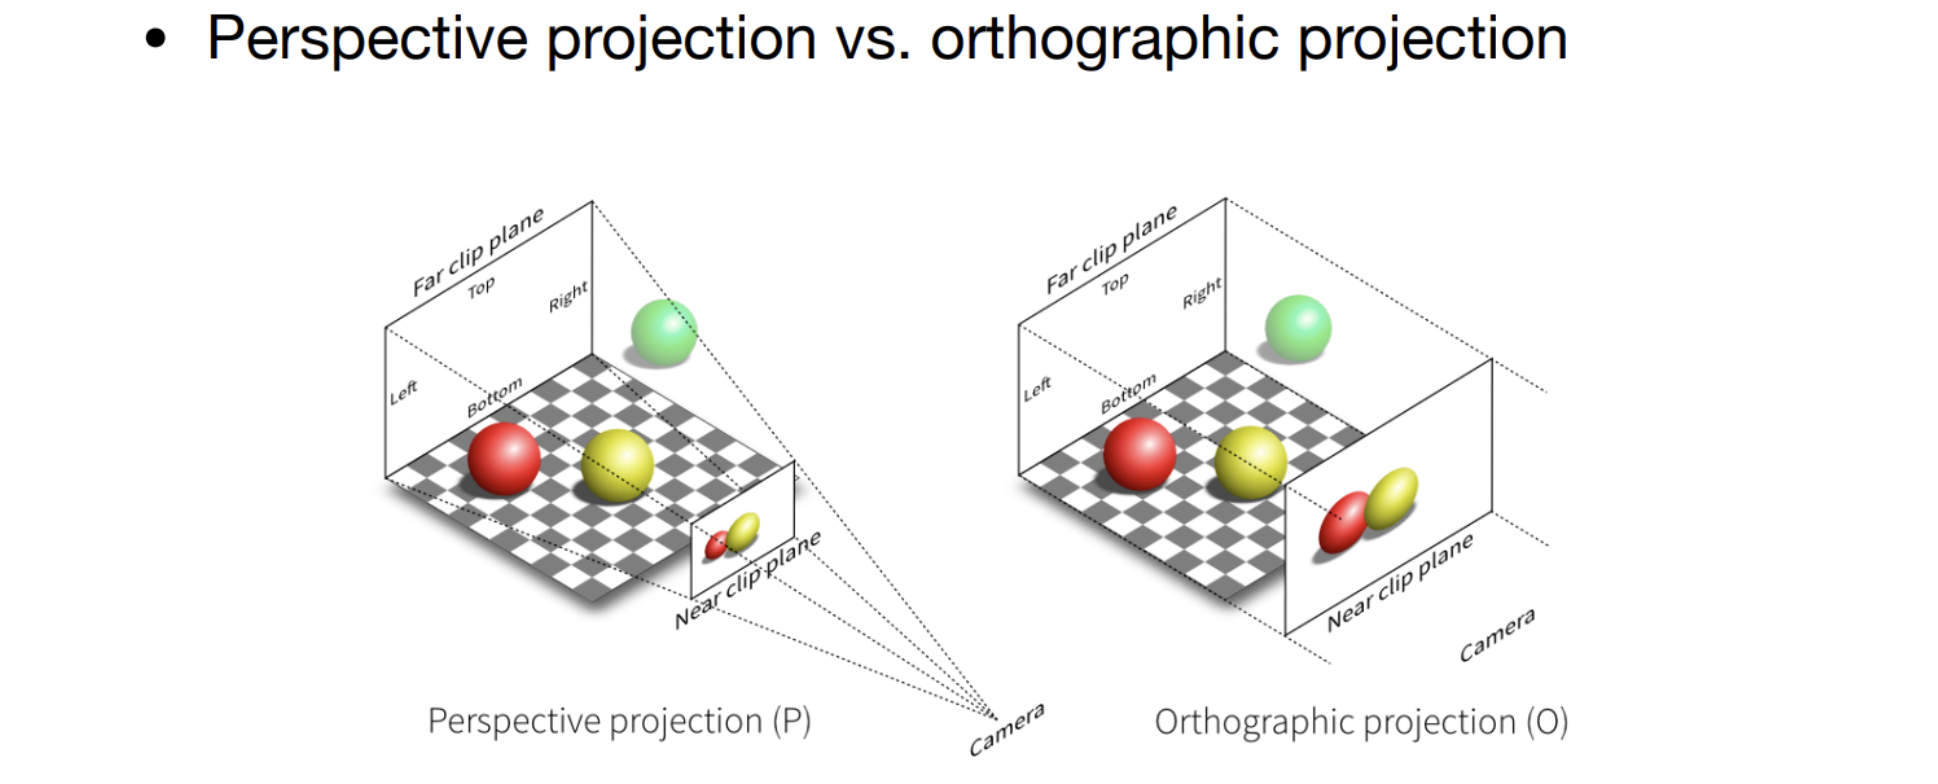 • Perspective projection vs. orthographic projection
Far clip plane
Top
Right
Left
Bottom
Near clip plane
Camera
Perspective projection (P)
Far clip plane
Top
Right
Left
Bottom
Near clip plane
Camera
Orthographic projection (O)